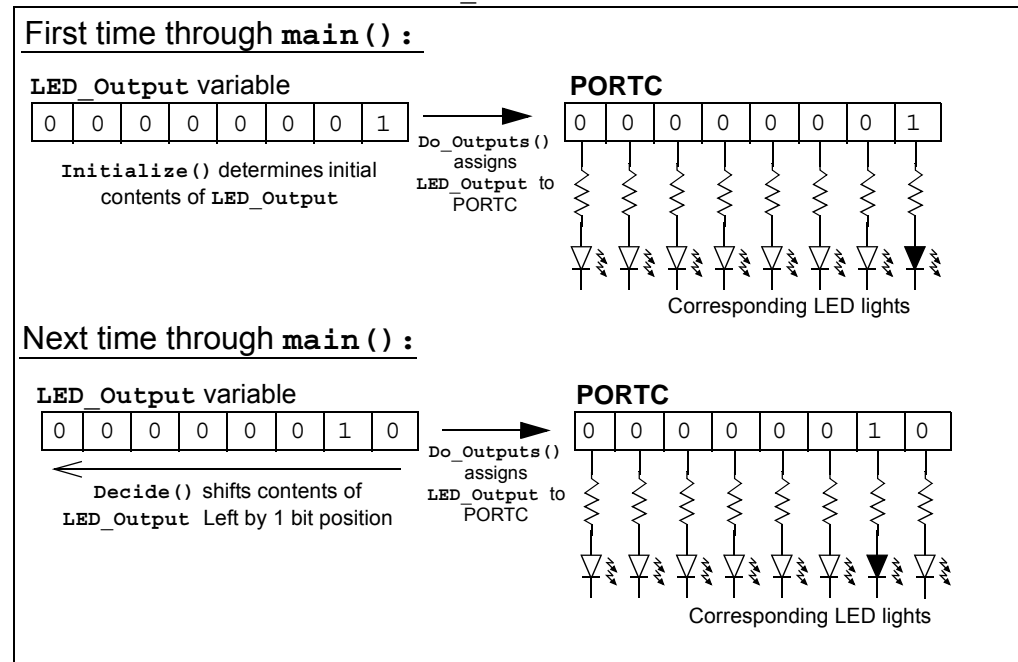 First time through main():
LED_Output variable
0 0 0 0 0 0 0 1
Initialize() determines initial
contents of LED_Output
Do_Outputs()
assigns
LED_Output to
PORTC
PORTC
0 0 0 0 0 0 0 1
Corresponding LED lights
Next time through main():
LED_Output variable
0 0 0 0 0 0 1 0
Decide() shifts contents of
LED_Output Left by 1 bit position
Do_Outputs()
assigns
LED_Output to
PORTC
PORTC
0 0 0 0 0 0 1 0
Corresponding LED lights